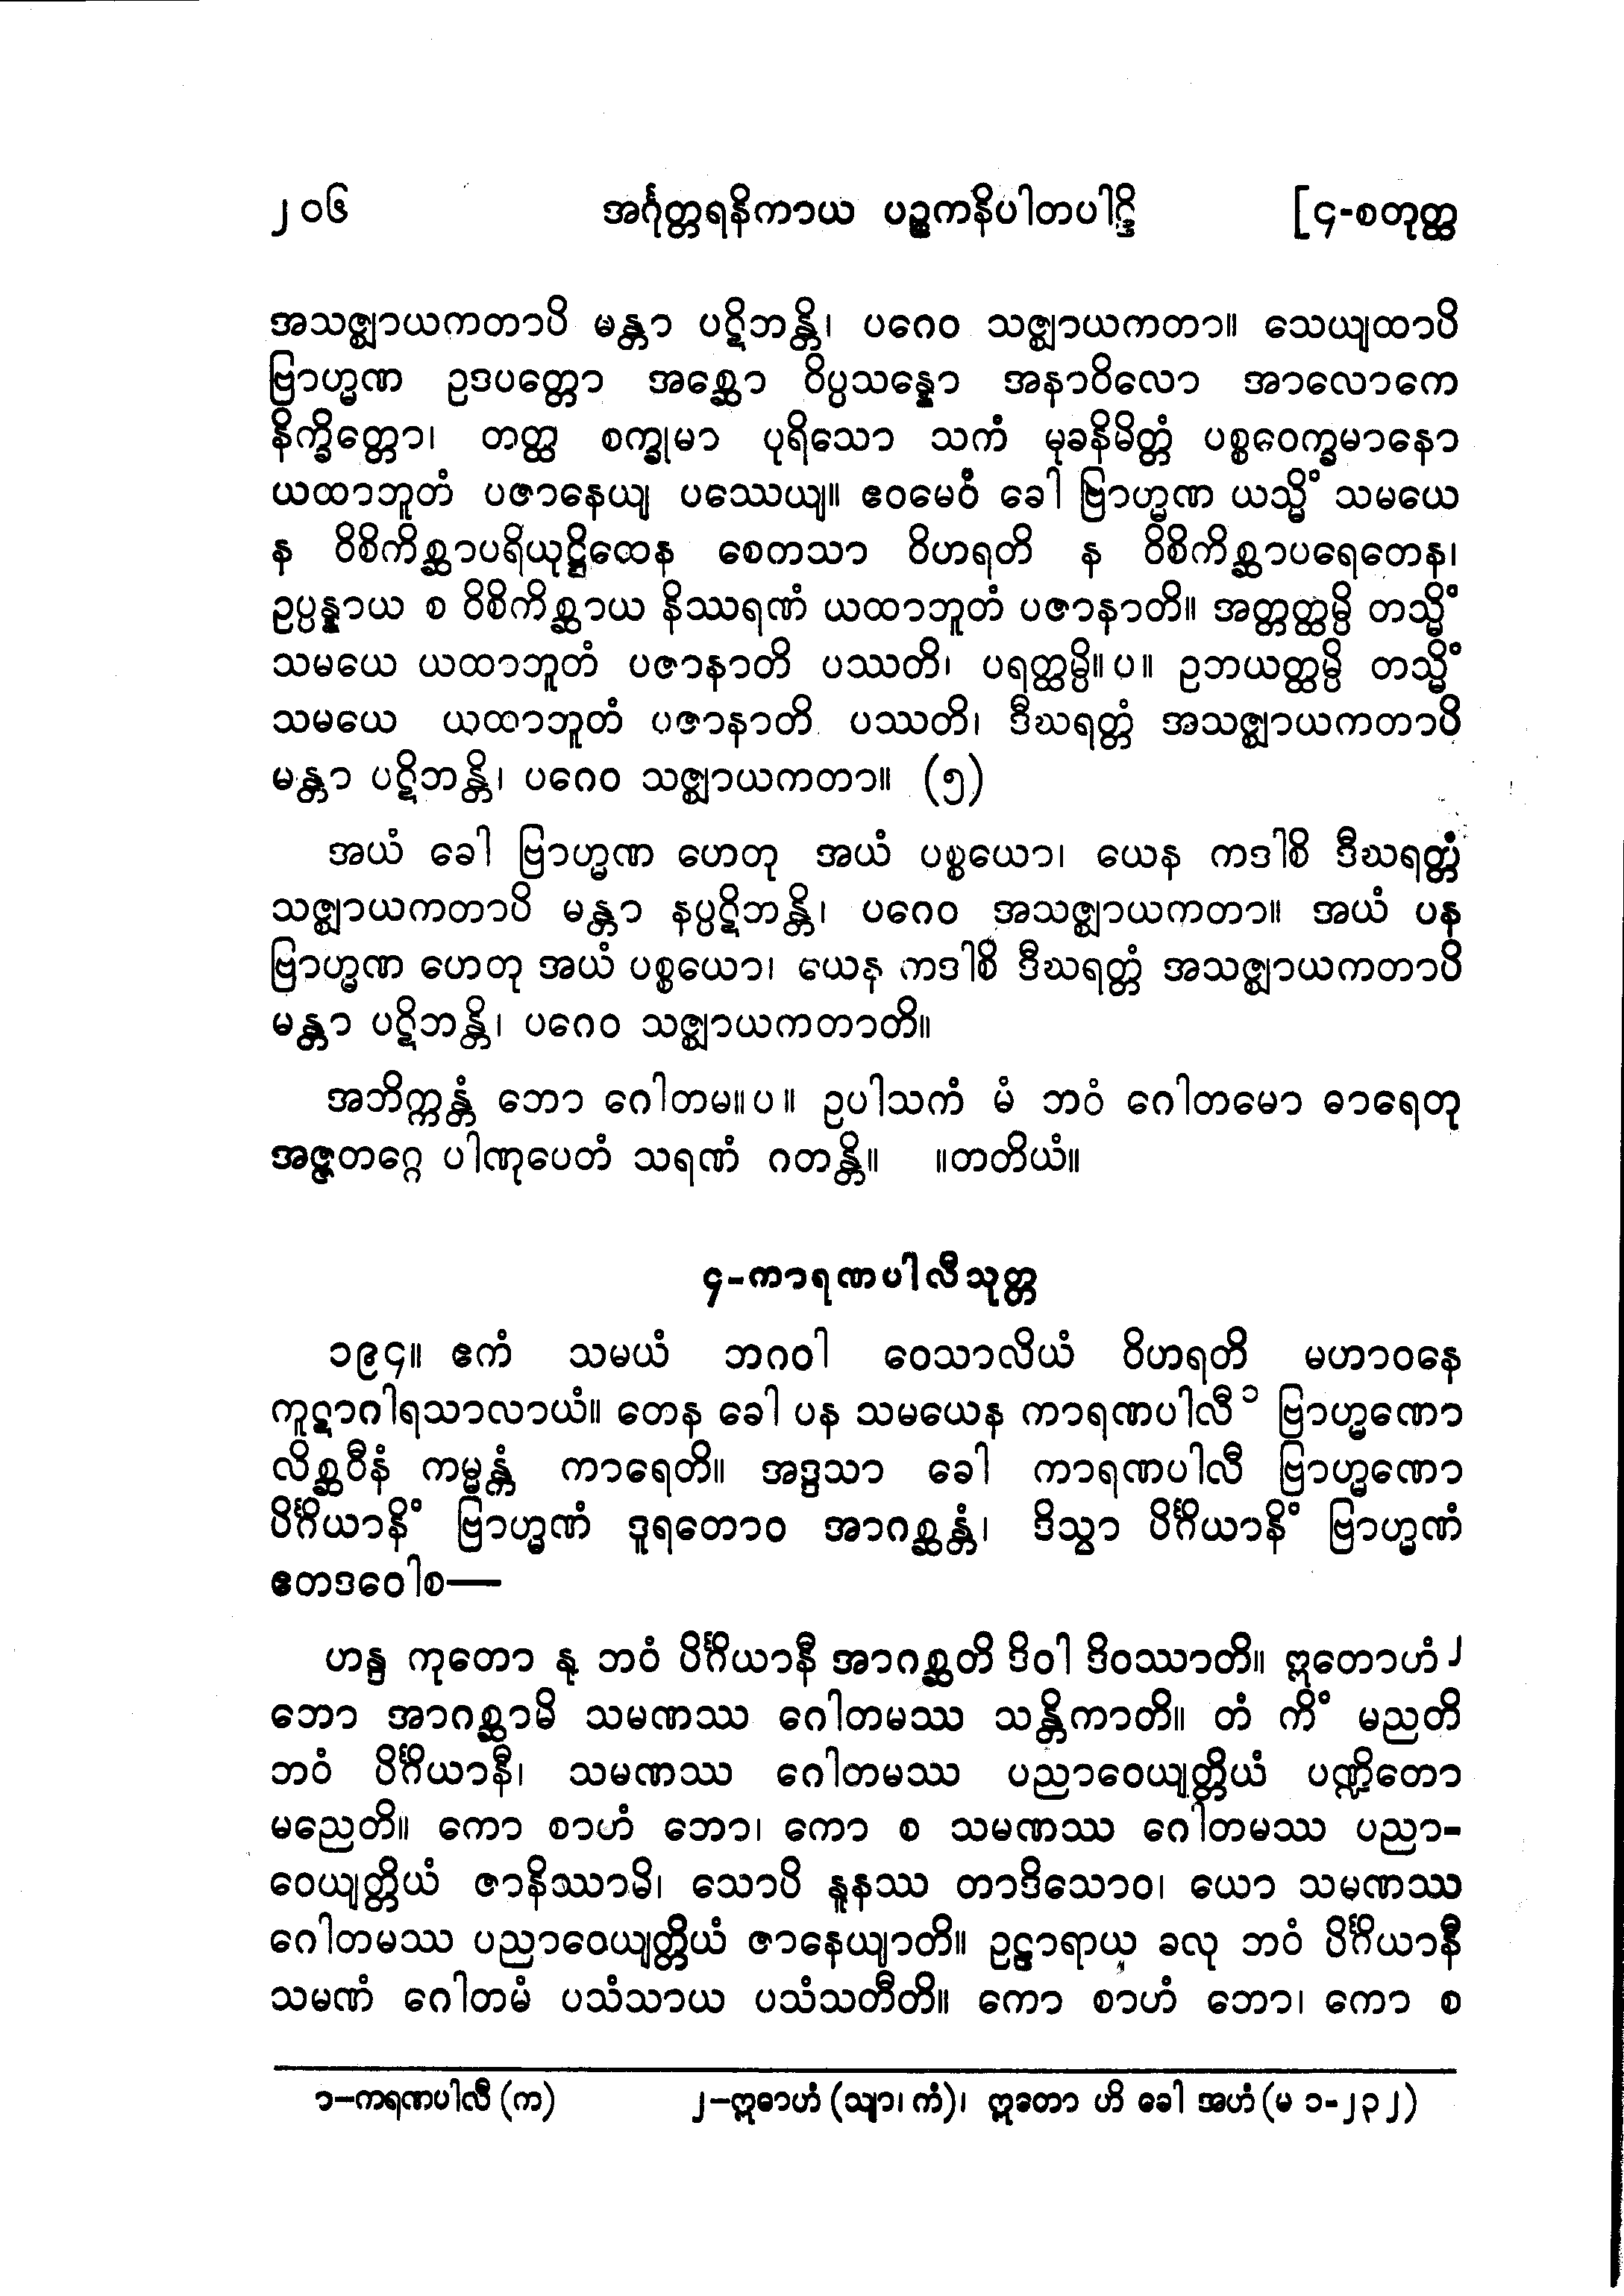 ၂၀၆ အင်္ဂုတ္တရနိကာယ ပဉ္စကနိပါတပါဠိ [၄-စတုတ္ထ
အသဇ္ဈာယကတာပိ မန္တာ ပဋိဘန္တိ၊ ပဂေဝ သဇ္ဈာယကတာ။ သေယျထာပိ
ဗြာဟ္မဏ ဥဒပတ္တော အစ္ဆော ဝိပ္ပသန္နော အနာဝိလော အာလောကေ
နိက္ခိတ္တော၊ တတ္ထ စက္ခုမာ ပုရိသော သကံ မုခနိမိတ္တံ ပစ္စဝေက္ခမာနော
ယထာဘူတံ ပဇာနေယျ ပဿေယျ။ ဧဝမေဝံ ခေါ ဗြာဟ္မဏ ယသ္မိံ သမယေ
န ဝိစိကိစ္ဆာပရိယုဋ္ဌိတေန စေတသာ ဝိဟရတိ န ဝိစိကိစ္ဆာပရေတေန၊
ဥပ္ပန္နာယ စ ဝိစိကိစ္ဆာယ နိဿရဏံ ယထာဘူတံ ပဇာနာတိ။ အတ္တတ္ထမ္ပိ တသ္မိံ
သမယေ ယထာဘူတံ ပဇာနာတိ ပဿတိ၊ ပရတ္ထမ္ပိ။ပ။ ဥဘယတ္ထမ္ပိ တသ္မိံ
သမယေ ယထာဘူတံ ပဇာနာတိ ပဿတိ၊ ဒီဃရတ္တံ အသဇ္ဈာယကတာပိ
မန္တာ ပဋိဘန္တိ၊ ပဂေဝ သဇ္ဈာယကတာ။ (၅)
အယံ ခေါ ဗြာဟ္မဏ ဟေတု အယံ ပစ္စယော၊ ယေန ကဒါစိ ဒီဃရတ္တံ
သဇ္ဈာယကတာပိ မန္တာ နပ္ပဋိဘန္တိ၊ ပဂေဝ အသဇ္ဈာယကတာ။ အယံ ပန
ဗြာဟ္မဏ ဟေတု အယံ ပစ္စယော၊ ယေန ကဒါစိ ဒီဃရတ္တံ အသဇ္ဈာယကတာပိ
မန္တာ ပဋိဘန္တိ၊ ပဂေဝ သဇ္ဈာယကတာတိ။
အဘိက္ကန္တံ ဘော ဂေါတမ။ပ။ ဥပါသကံ မံ ဘဝံ ဂေါတမော ဓာရေတု
အဇ္ဇတဂ္ဂေ ပါဏုပေတံ သရဏံ ဂတန္တိ။ ။တတိယံ။
၄-ကာရဏပါလီသုတ္တ
၁၉၄။ ဧကံ သမယံ ဘဂဝါ ဝေသာလိယံ ဝိဟရတိ မဟာဝနေ
ကူဋာဂါရသာလာယံ။ တေန ခေါ ပန သမယေန ကာရဏပါလီ၁ ဗြာဟ္မဏော
လိစ္ဆဝီနံ ကမ္မန္တံ ကာရေတိ။ အဒ္ဒသာ ခေါ ကာရဏပါလီ ဗြာဟ္မဏော
ပိင်္ဂိယာနိံ ဗြာဟ္မဏံ ဒူရတောဝ အာဂစ္ဆန္တံ၊ ဒိသွာ ပိင်္ဂိယာနိံ ဗြာဟ္မဏံ
ဧတဒဝေါစ—
ဟန္ဒ ကုတော နု ဘဝံ ပိင်္ဂိယာနီ အာဂစ္ဆတိ ဒိဝါ ဒိဝဿာတိ။ ဣတောဟံ၂
ဘော အာဂစ္ဆာမိ သမဏဿ ဂေါတမဿ သန္တိကာတိ။ တံ ကိံ မညတိ
ဘဝံ ပိင်္ဂိယာနီ၊ သမဏဿ ဂေါတမဿ ပညာဝေယျတ္တိယံ ပဏ္ဍိတော
မညေတိ။ ကော စာဟံ ဘော၊ ကော စ သမဏဿ ဂေါတမဿ ပညာ-
ဝေယျတ္တိယံ ဇာနိဿာမိ၊ သောပိ နူနဿ တာဒိသောဝ၊ ယော သမဏဿ
ဂေါတမဿ ပညာဝေယျတ္တိယံ ဇာနေယျာတိ။ ဥဠာရာယ ခလု ဘဝံ ပိင်္ဂိယာနီ
သမဏံ ဂေါတမံ ပသံသာယ ပသံသတီတိ။ ကော စာဟံ ဘော၊ ကော စ
၁—ကရဏပါလီ (က) ၂—ဣဓာဟံ (သျာ၊ ကံ)၊ ဣတော ဟိ ခေါ အဟံ (မ ၁-၂၃၂)